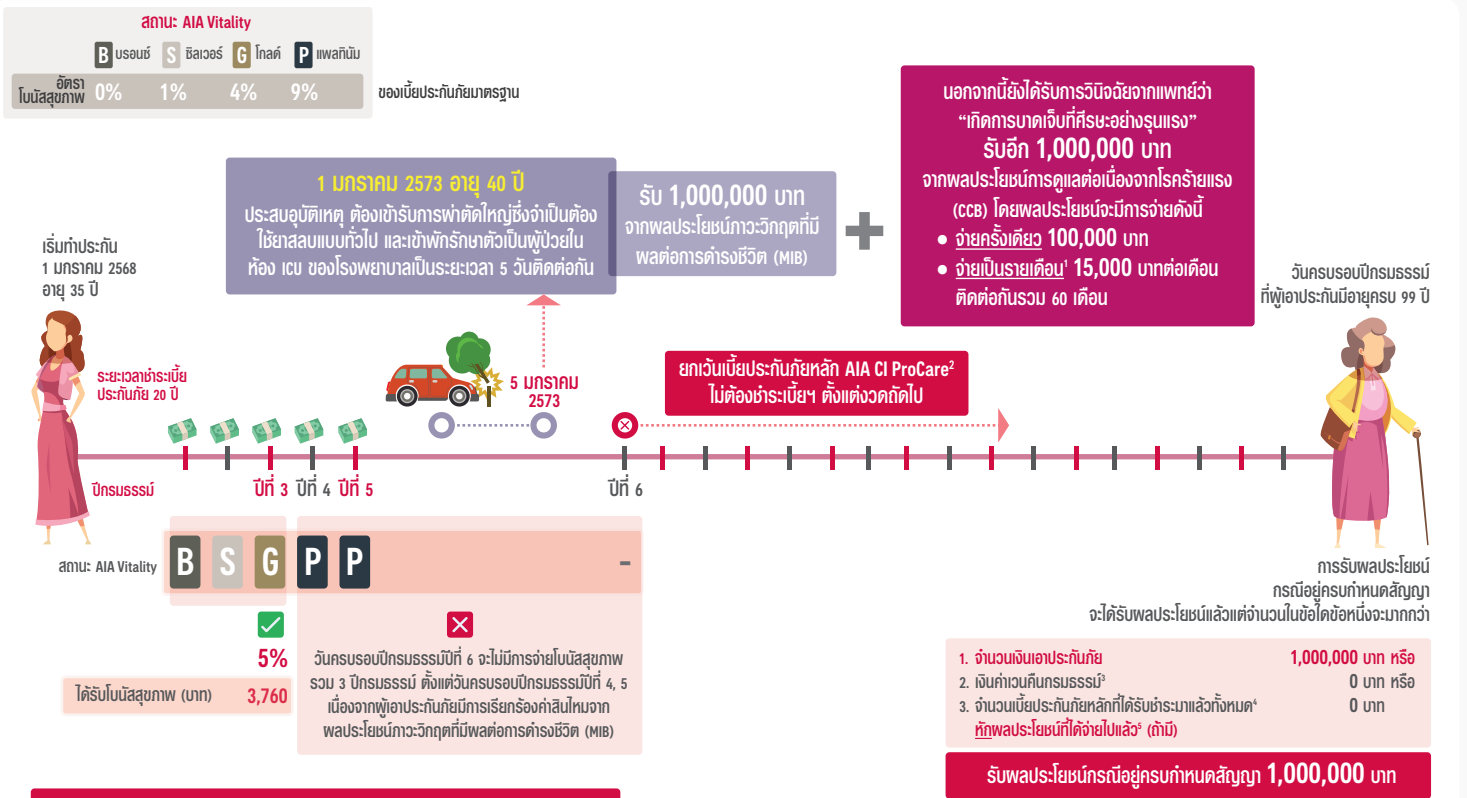 สถานะ AIA Vitality
B บรอนซ์ S ซิลเวอร์ G โกลด์ P แพลทินัม
อัตรา
โบนัสสุขภาพ 0% 1% 4% 9% ของเบี้ยประกันภัยมาตรฐาน
เริ่มทำประกัน
1 มกราคม 2568
อายุ 35 ปี
1 มกราคม 2573 อายุ 40 ปี
ประสบอุบัติเหตุ ต้องเข้ารับการผ่าตัดใหญ่ซึ่งจำเป็นต้อง
ใช้ยาสลบแบบทั่วไป และเข้าพักรักษาตัวเป็นผู้ป่วยใน
ห้อง ICU ของโรงพยาบาลเป็นระยะเวลา 5 วันติดต่อกัน
รับ 1,000,000 บาท
จากผลประโยชน์ภาวะวิกฤตที่มี
ผลต่อการดำรงชีวิต (MIB)
นอกจากนี้ยังได้รับการวินิจฉัยจากแพทย์ว่า
“เกิดการบาดเจ็บที่ศีรษะอย่างรุนแรง”
รับอีก 1,000,000 บาท
จากผลประโยชน์การดูแลต่อเนื่องจากโรคร้ายแรง
(CCB) โดยผลประโยชน์จะมีการจ่ายดังนี้
• จ่ายครั้งเดียว 100,000 บาท
• จ่ายเป็นรายเดือน¹ 15,000 บาทต่อเดือน
ติดต่อกันรวม 60 เดือน
วันครบรอบปีกรมธรรม์
ที่ผู้เอาประกันมีอายุครบ 99 ปี
ระยะเวลาชำระเบี้ย
ประกันภัย 20 ปี
5 มกราคม
2573
ยกเว้นเบี้ยประกันภัยหลัก AIA CI ProCare²
ไม่ต้องชำระเบี้ยฯ ตั้งแต่งวดถัดไป
ปีกรมธรรม์ ปีที่ 3 ปีที่ 4 ปีที่ 5 ปีที่ 6
สถานะ AIA Vitality B S G P P -
5%
ได้รับโบนัสสุขภาพ (บาท) 3,760
วันครบรอบปีกรมธรรม์ปีที่ 6 จะไม่มีการจ่ายโบนัสสุขภาพ
รวม 3 ปีกรมธรรม์ ตั้งแต่วันครบรอบปีกรมธรรม์ปีที่ 4, 5
เนื่องจากผู้เอาประกันภัยมีการเรียกร้องค่าสินไหมจาก
ผลประโยชน์ภาวะวิกฤตที่มีผลต่อการดำรงชีวิต (MIB)
การรับผลประโยชน์
กรณีอยู่ครบกำหนดสัญญา
จะได้รับผลประโยชน์แล้วแต่จำนวนในข้อใดข้อหนึ่งจะมากกว่า
1. จำนวนเงินเอาประกันภัย 1,000,000 บาท หรือ
2. เงินค่าเวนคืนกรมธรรม์³ 0 บาท หรือ
3. จำนวนเบี้ยประกันภัยหลักที่ได้รับชำระมาแล้วทั้งหมด⁴ 0 บาท
หักผลประโยชน์ที่ได้จ่ายไปแล้ว⁵ (ถ้ามี)
รับผลประโยชน์กรณีอยู่ครบกำหนดสัญญา 1,000,000 บาท